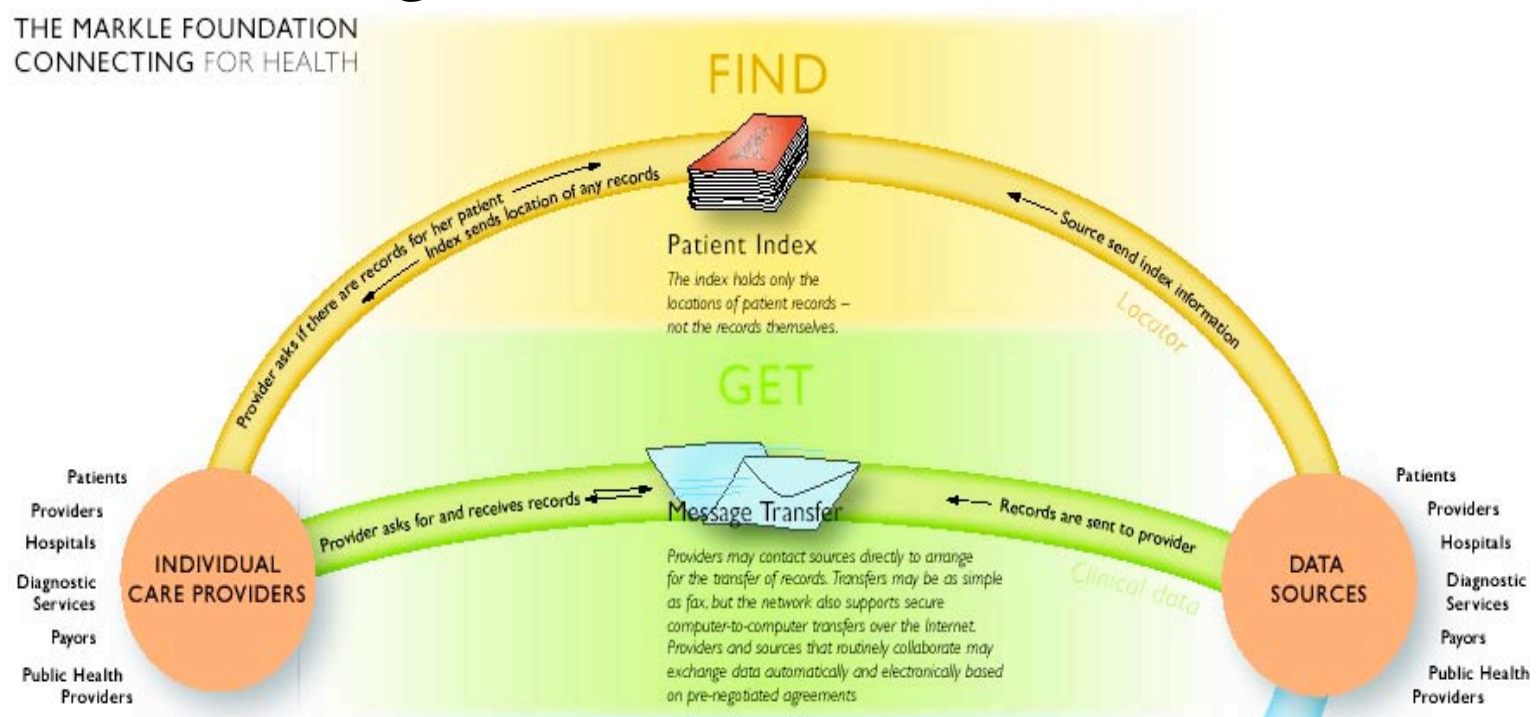 THE MARKLE FOUNDATION
CONNECTING FOR HEALTH
FIND
Provider asks if there are records for her patient
Index sends location of any records
Source send index information
Locator
Patient Index
The index holds only the
locations of patient records –
not the records themselves.
GET
Provider asks for and receives records
Message Transfer
Records are sent to provider
Clinical data
Providers may contact sources directly to arrange
for the transfer of records. Transfers may be as simple
as fax, but the network also supports secure
computer-to-computer transfers over the Internet.
Providers and sources that routinely collaborate may
exchange data automatically and electronically based
on pre-negotiated agreements
Patients
Providers
Hospitals
Diagnostic
Services
Payors
Public Health
Providers
INDIVIDUAL
CARE PROVIDERS
DATA
SOURCES
Patients
Providers
Hospitals
Diagnostic
Services
Payors
Public Health
Providers